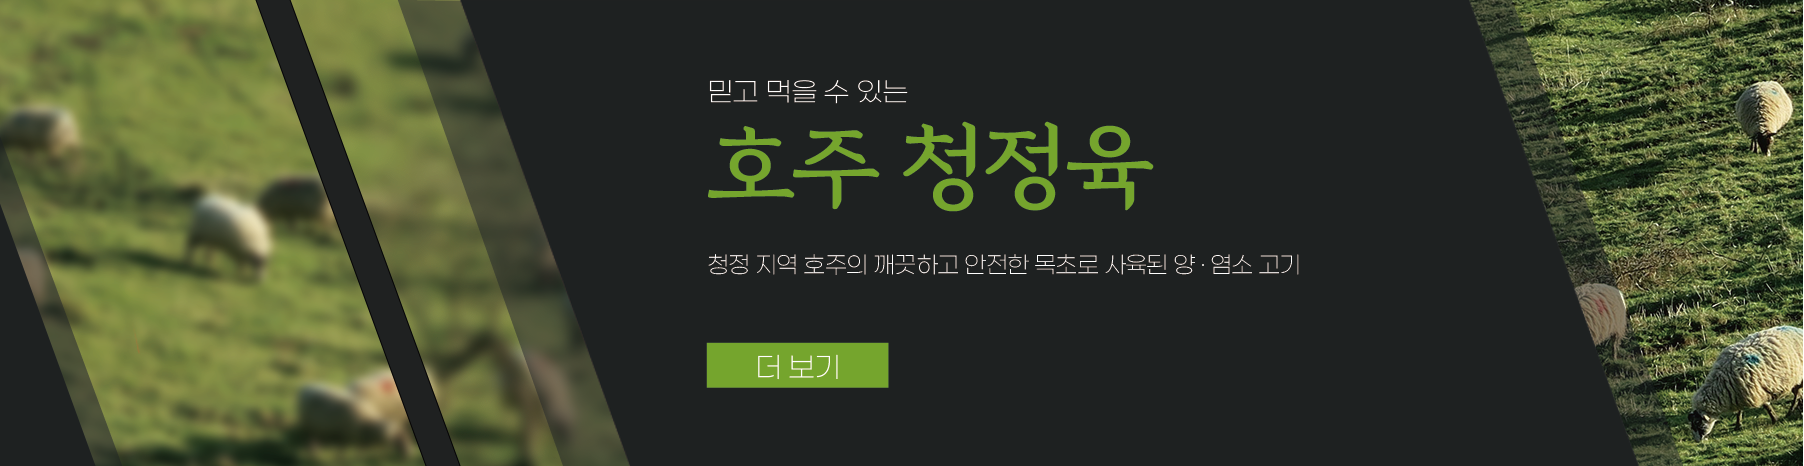 믿고 먹을 수 있는
호주 청정육
청정 지역 호주의 깨끗하고 안전한 목초로 사육된 양 · 염소 고기
더 보기